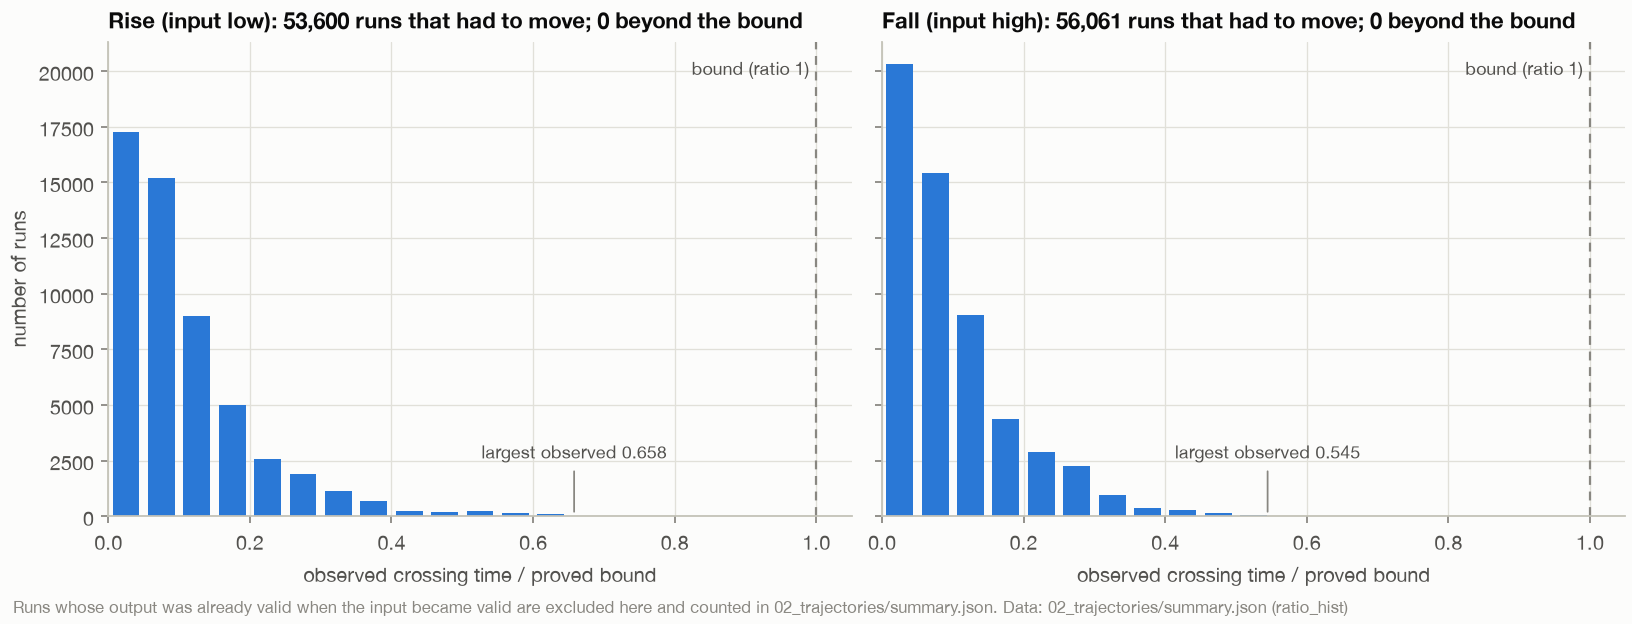 Rise (input low): 53,600 runs that had to move; 0 beyond the bound
Fall (input high): 56,061 runs that had to move; 0 beyond the bound
bound (ratio 1)
bound (ratio 1)
20000
17500
15000
12500
10000
7500
5000
2500
0
number of runs
largest observed 0.658
largest observed 0.545
0.0 0.2 0.4 0.6 0.8 1.0
0.0 0.2 0.4 0.6 0.8 1.0
observed crossing time / proved bound
observed crossing time / proved bound
Runs whose output was already valid when the input became valid are excluded here and counted in 02_trajectories/summary.json. Data: 02_trajectories/summary.json (ratio_hist)